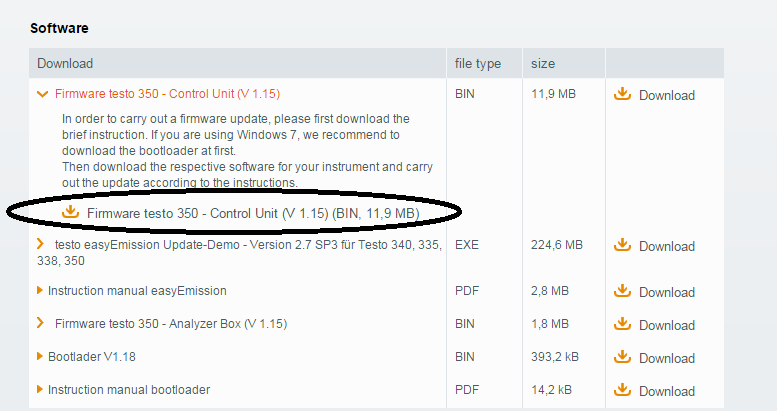 Software
Download file type size
Firmware testo 350 - Control Unit (V 1.15) BIN 11,9 MB Download
In order to carry out a firmware update, please first download the
brief instruction. If you are using Windows 7, we recommend to
download the bootloader at first.
Then download the respective software for your instrument and carry
out the update according to the instructions.
Firmware testo 350 - Control Unit (V 1.15) (BIN, 11,9 MB)
testo easyEmission Update-Demo - Version 2.7 SP3 für Testo 340, 335, EXE 224,6 MB Download
338, 350
Instruction manual easyEmission PDF 2,8 MB Download
Firmware testo 350 - Analyzer Box (V 1.15) BIN 1,8 MB Download
Bootlader V1.18 BIN 393,2 kB Download
Instruction manual bootloader PDF 14,2 kB Download